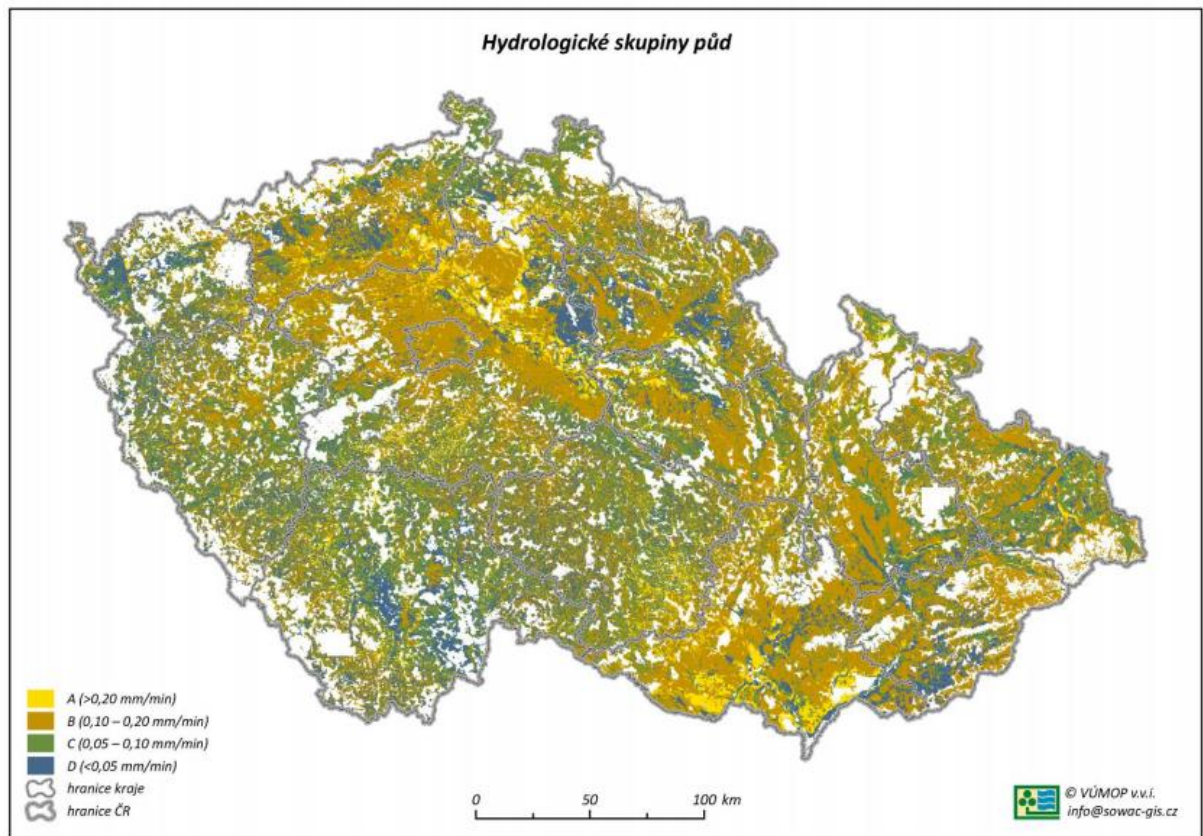 Hydrologické skupiny půd
A (>0,20 mm/min)
B (0,10 – 0,20 mm/min)
C (0,05 – 0,10 mm/min)
D (<0,05 mm/min)
hranice kraje
hranice ČR
0 50 100 km
© VÚMOP v.v.í.
info@sowac-gis.cz